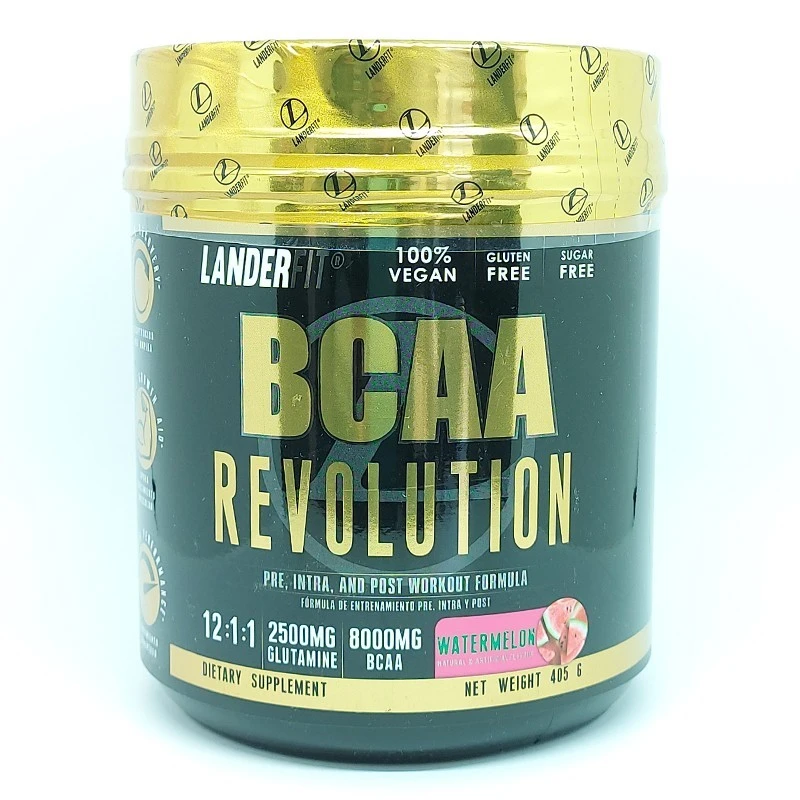 LANDERFIT®
100%
VEGAN
GLUTEN
FREE
SUGAR
FREE
BCAA
REVOLUTION
PRE, INTRA, AND POST WORKOUT FORMULA
FÓRMULA DE ENTRENAMIENTO PRE, INTRA Y POST
12:1:1
2500MG
GLUTAMINE
8000MG
BCAA
WATERMELON
DIETARY SUPPLEMENT
NET WEIGHT 405 G